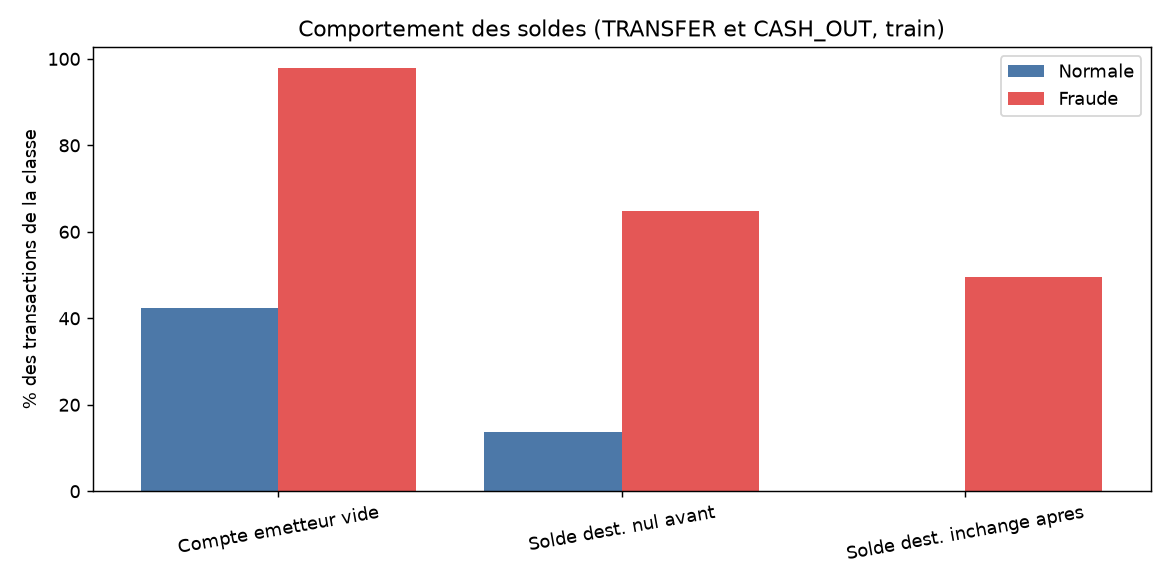 Comportement des soldes (TRANSFER et CASH_OUT, train)
Normale
Fraude
% des transactions de la classe
100
80
60
40
20
0
Compte emetteur vide
Solde dest. nul avant
Solde dest. inchange apres